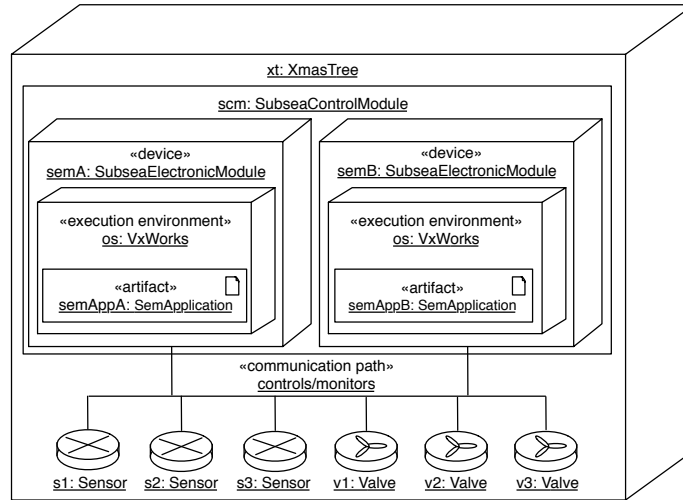 xt: XmasTree
scm: SubseaControlModule
«device»
semA: SubseaElectronicModule
«execution environment»
os: VxWorks
«artifact»
semAppA: SemApplication
«device»
semB: SubseaElectronicModule
«execution environment»
os: VxWorks
«artifact»
semAppB: SemApplication
«communication path»
controls/monitors
s1: Sensor
s2: Sensor
s3: Sensor
v1: Valve
v2: Valve
v3: Valve